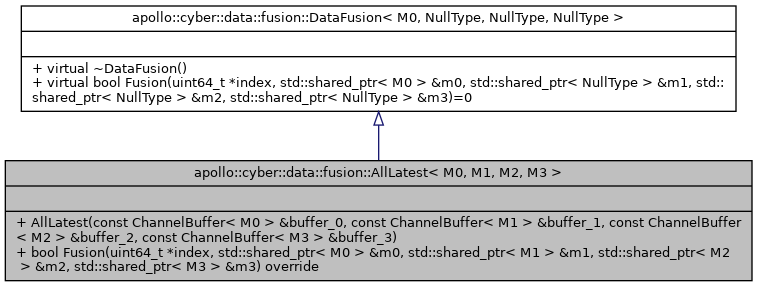 apollo::cyber::data::fusion::DataFusion< M0, NullType, NullType, NullType >
+ virtual ~DataFusion()
+ virtual bool Fusion(uint64_t *index, std::shared_ptr< M0 > &m0, std::shared_ptr< NullType > &m1, std::
shared_ptr< NullType > &m2, std::shared_ptr< NullType > &m3)=0
apollo::cyber::data::fusion::AllLatest< M0, M1, M2, M3 >
+ AllLatest(const ChannelBuffer< M0 > &buffer_0, const ChannelBuffer< M1 > &buffer_1, const ChannelBuffer
< M2 > &buffer_2, const ChannelBuffer< M3 > &buffer_3)
+ bool Fusion(uint64_t *index, std::shared_ptr< M0 > &m0, std::shared_ptr< M1 > &m1, std::shared_ptr< M2
> &m2, std::shared_ptr< M3 > &m3) override